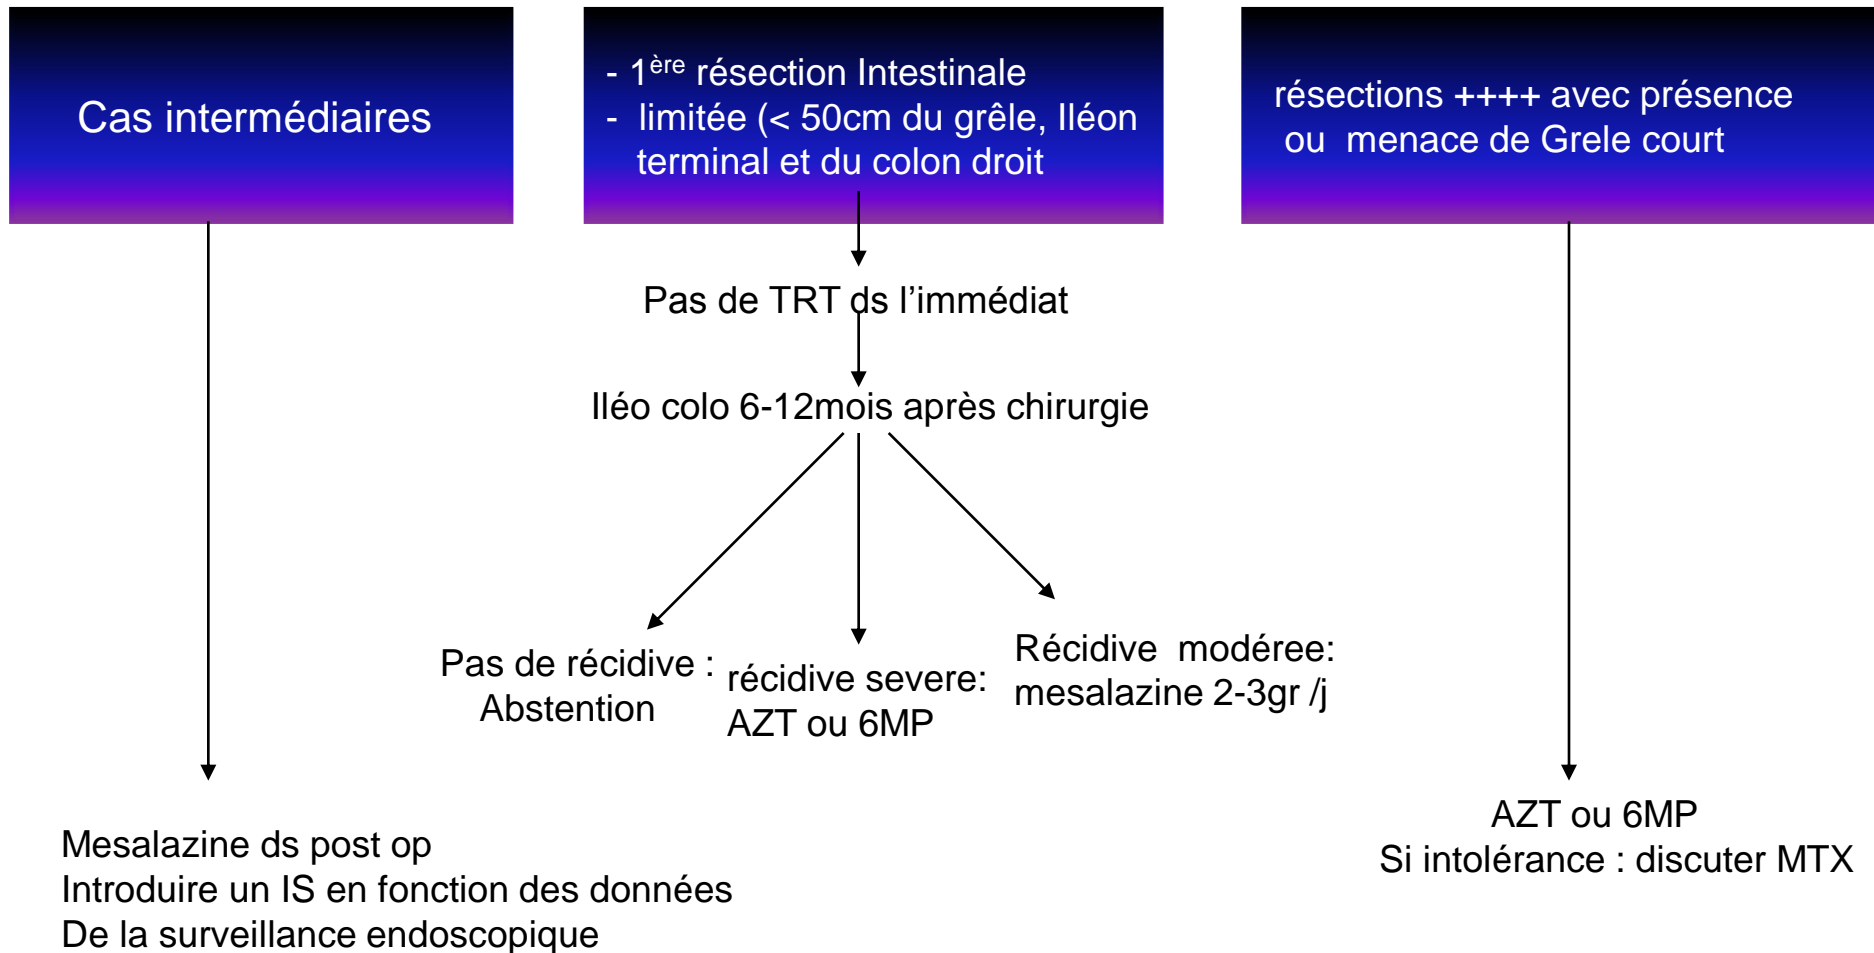 Cas intermédiaires
- 1ère résection Intestinale
- limitée (< 50cm du grêle, Iléon
terminal et du colon droit
résections ++++ avec présence
ou menace de Grele court
Pas de TRT ds l’immédiat
Iléo colo 6-12mois après chirurgie
Pas de récidive :
Abstention
récidive severe:
AZT ou 6MP
Récidive modéree:
mesalazine 2-3gr /j
Mesalazine ds post op
Introduire un IS en fonction des données
De la surveillance endoscopique
AZT ou 6MP
Si intolérance : discuter MTX